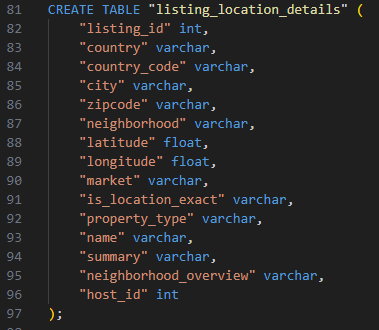 81 CREATE TABLE "listing_location_details" (
82     "listing_id" int,
83     "country" varchar,
84     "country_code" varchar,
85     "city" varchar,
86     "zipcode" varchar,
87     "neighborhood" varchar,
88     "latitude" float,
89     "longitude" float,
90     "market" varchar,
91     "is_location_exact" varchar,
92     "property_type" varchar,
93     "name" varchar,
94     "summary" varchar,
95     "neighborhood_overview" varchar,
96     "host_id" int
97 );